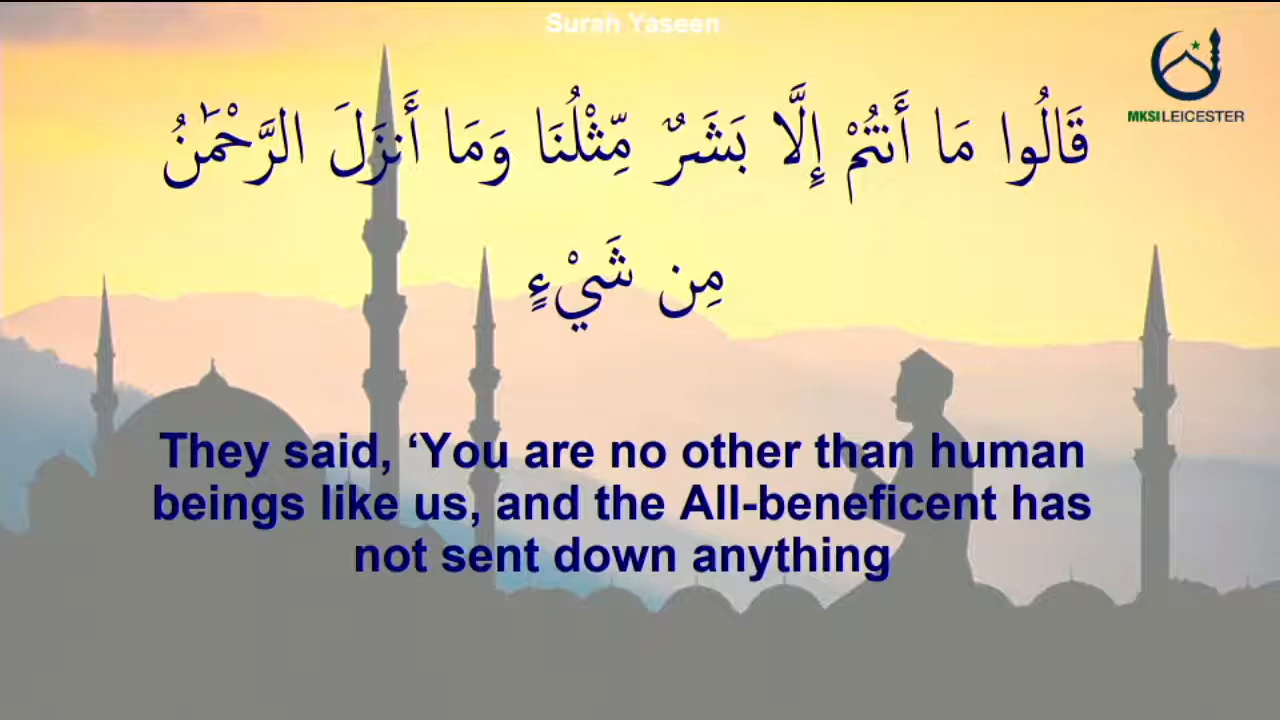 Surah Yaseen
MKSI LEICESTER
قَالُوا مَا أَنتُمْ إِلَّا بَشَرٌ مِّثْلُنَا وَمَا أَنزَلَ الرَّحْمَٰنُ
مِن شَيْءٍ
They said, ‘You are no other than human
beings like us, and the All-beneficent has
not sent down anything